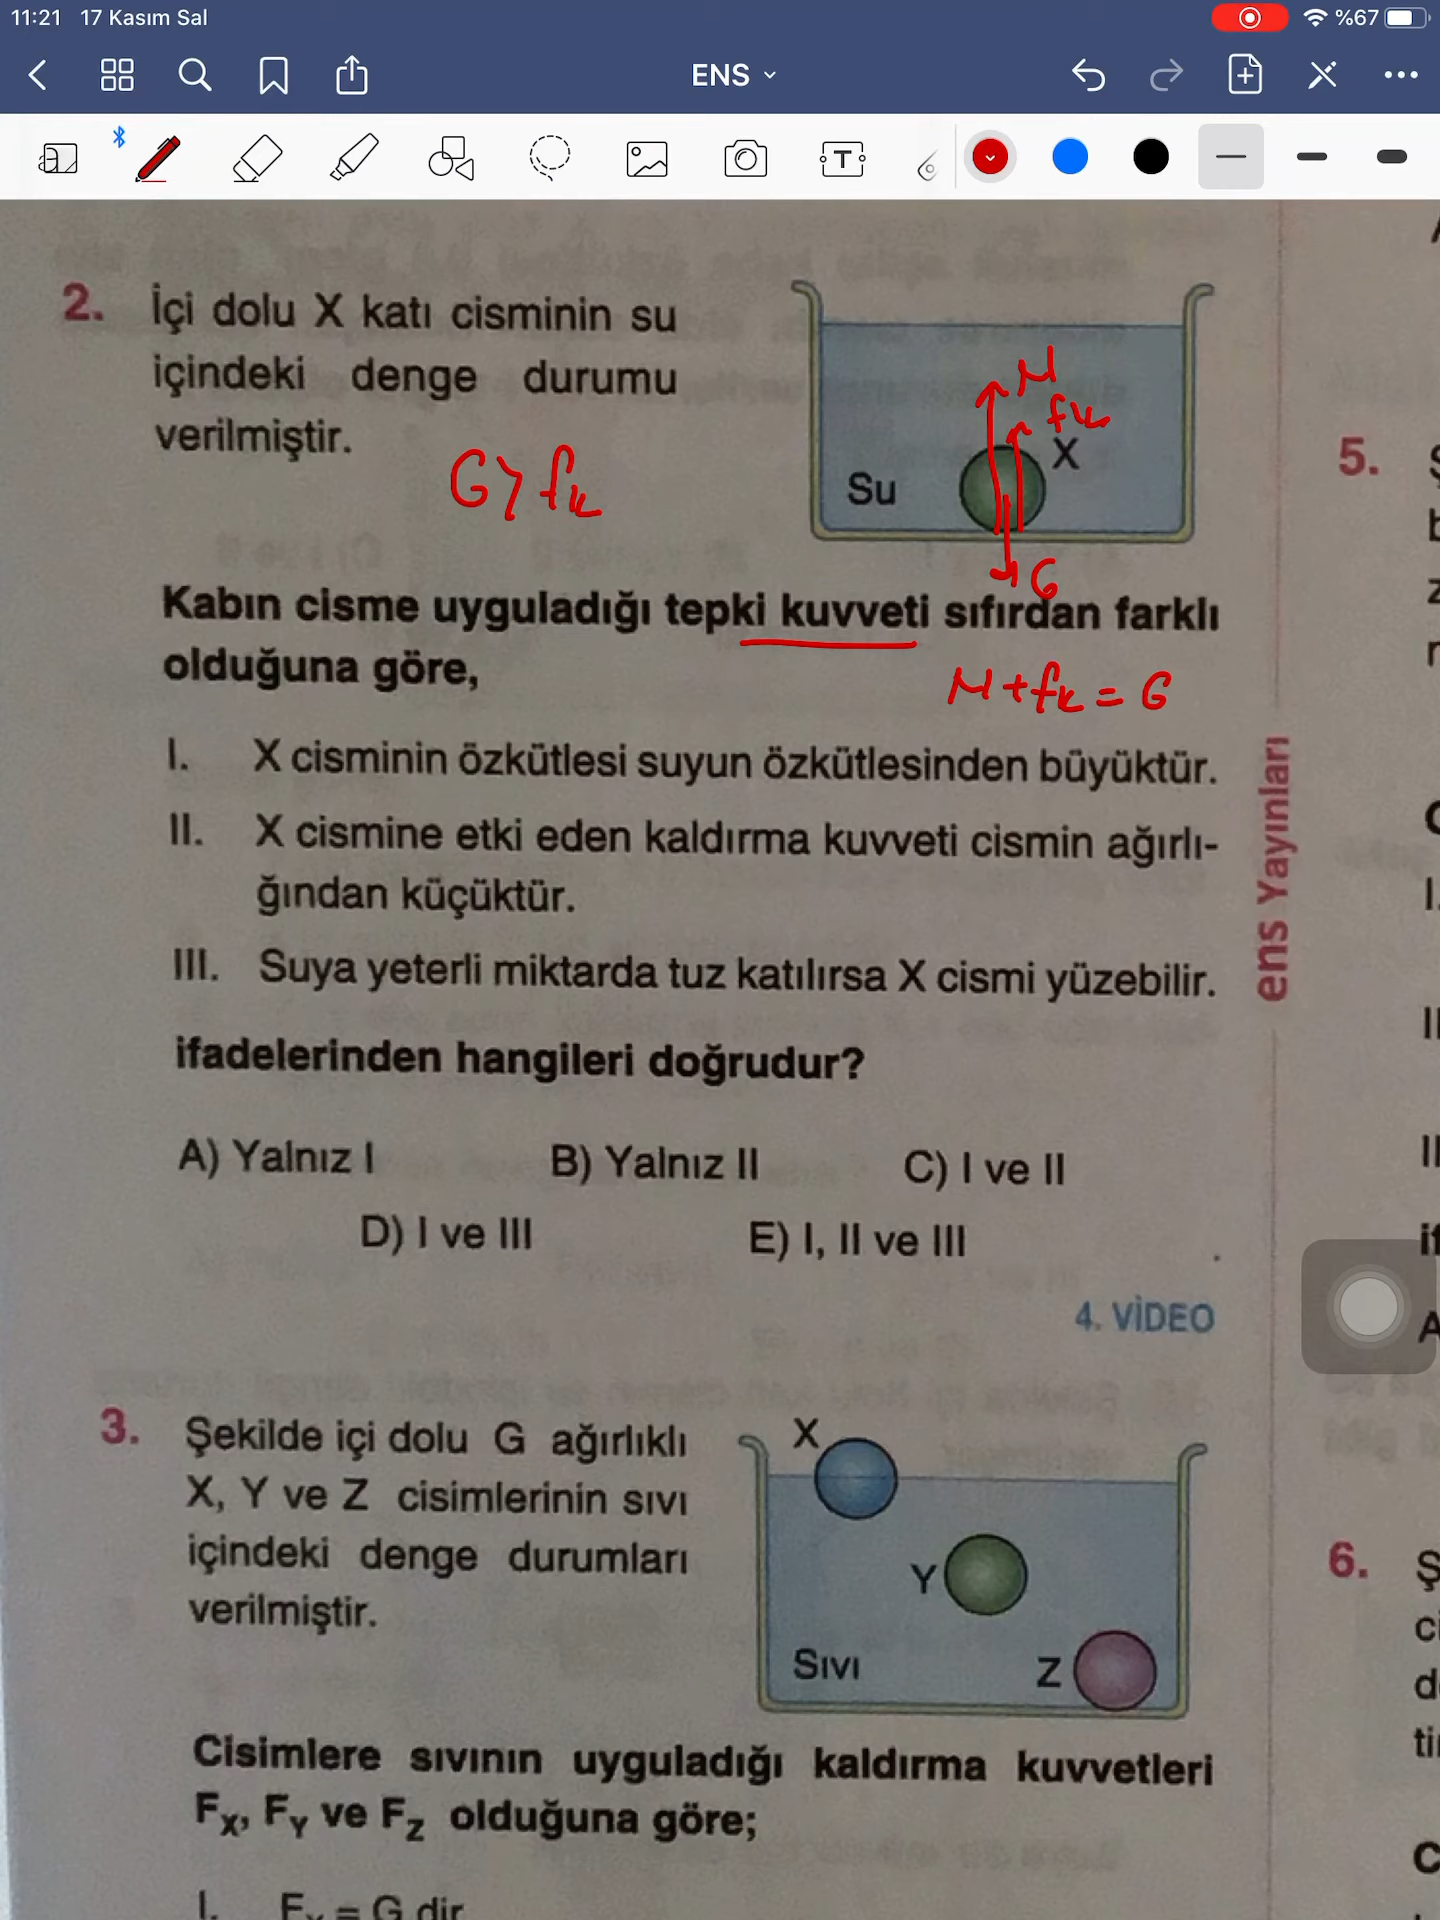 11:21 17 Kasım Sal
%67
ENS
2. İçi dolu X katı cisminin su
içindeki denge durumu
verilmiştir.
G > fk
N
fk
X
Su
G
Kabın cisme uyguladığı tepki kuvveti sıfırdan farklı
olduğuna göre,
N + fk = G
I. X cisminin özkütlesi suyun özkütlesinden büyüktür.
II. X cismine etki eden kaldırma kuvveti cismin ağırlı-
ğından küçüktür.
III. Suya yeterli miktarda tuz katılırsa X cismi yüzebilir.
ifadelerinden hangileri doğrudur?
A) Yalnız I B) Yalnız II C) I ve II
D) I ve III E) I, II ve III
4. VİDEO
ens Yayınları
3. Şekilde içi dolu G ağırlıklı
X, Y ve Z cisimlerinin sıvı
içindeki denge durumları
verilmiştir.
X
Y
Sıvı
Z
Cisimlere sıvının uyguladığı kaldırma kuvvetleri
FX, FY ve FZ olduğuna göre;
5.
6.